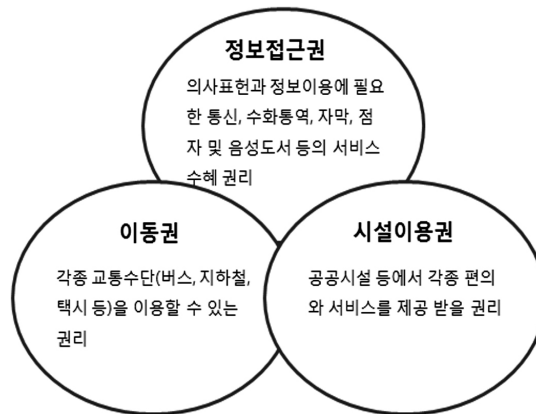 정보접근권
의사표헌과 정보이용에 필요
한 통신, 수화통역, 자막, 점
자 및 음성도서 등의 서비스
수혜 권리
이동권
각종 교통수단(버스, 지하철,
택시 등)을 이용할 수 있는
권리
시설이용권
공공시설 등에서 각종 편의
와 서비스를 제공 받을 권리